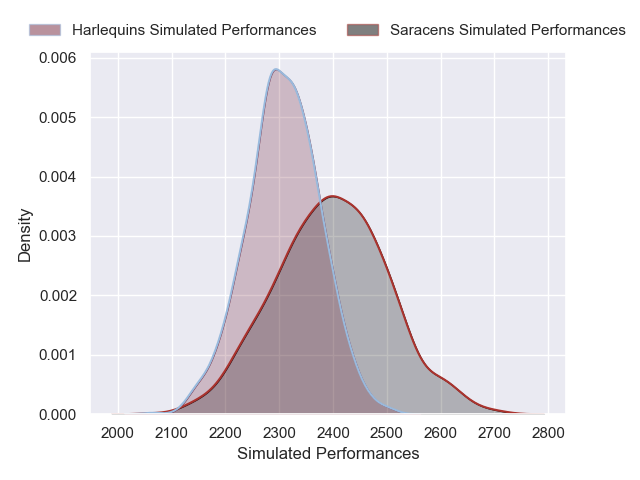 Harlequins Simulated Performances Saracens Simulated Performances
0.006
0.005
0.004
0.003
0.002
0.001
0.000
Density
2000 2100 2200 2300 2400 2500 2600 2700 2800
Simulated Performances